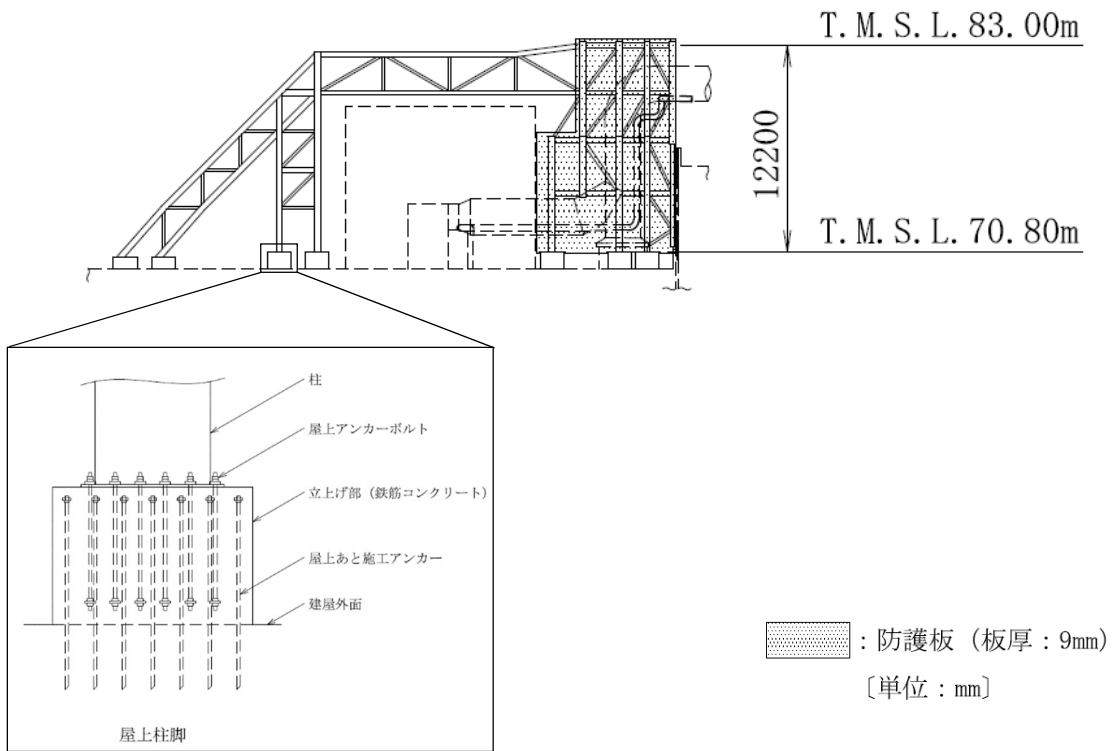 T. M. S. L. 83.00m
12200
T. M. S. L. 70.80m
柱
屋上アンカーボルト
立上げ部（鉄筋コンクリート）
屋上あと施工アンカー
建屋外面
屋上柱脚
：防護板（板厚：9mm）
〔単位：mm〕